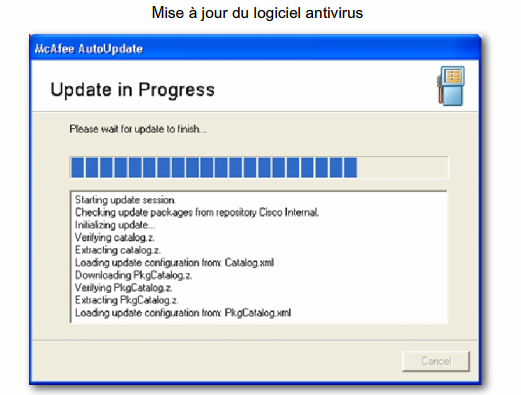 Mise à jour du logiciel antivirus
McAfee AutoUpdate
Update in Progress
Please wait for update to finish...
Starting update session.
Checking update packages from repository Cisco Internal.
Initializing update...
Verifying catalog.z.
Extracting catalog.z.
Loading update configuration from: Catalog.xml
Downloading PkgCatalog.z.
Verifying PkgCatalog.z.
Extracting PkgCatalog.z.
Loading update configuration from: PkgCatalog.xml
Cancel